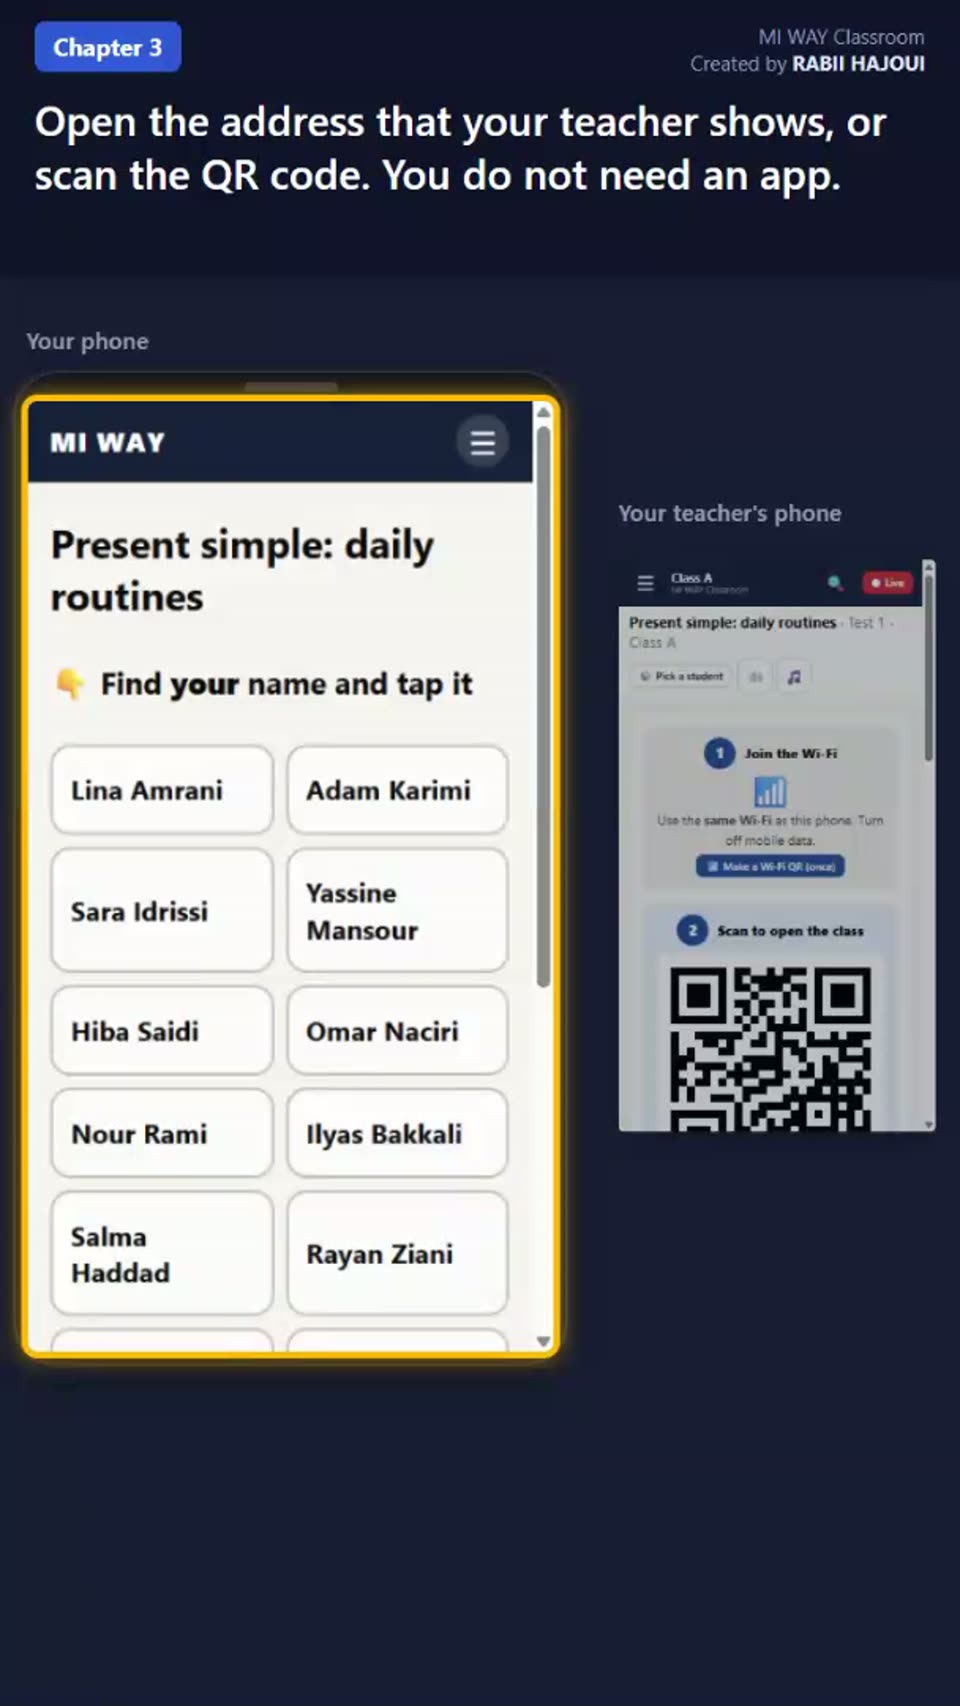 Chapter 3
MI WAY Classroom
Created by RABII HAJOUI
Open the address that your teacher shows, or
scan the QR code. You do not need an app.
Your phone
MI WAY
Present simple: daily
routines
👇 Find your name and tap it
Lina Amrani
Adam Karimi
Sara Idrissi
Yassine
Mansour
Hiba Saidi
Omar Naciri
Nour Rami
Ilyas Bakkali
Salma
Haddad
Rayan Ziani
Your teacher's phone
Class A
MI WAY Classroom
Live
Present simple: daily routines · Test 1 ·
Class A
Pick a student
1 Join the Wi-Fi
Use the same Wi-Fi as this phone. Turn
off mobile data.
Make a Wi-Fi QR (once)
2 Scan to open the class